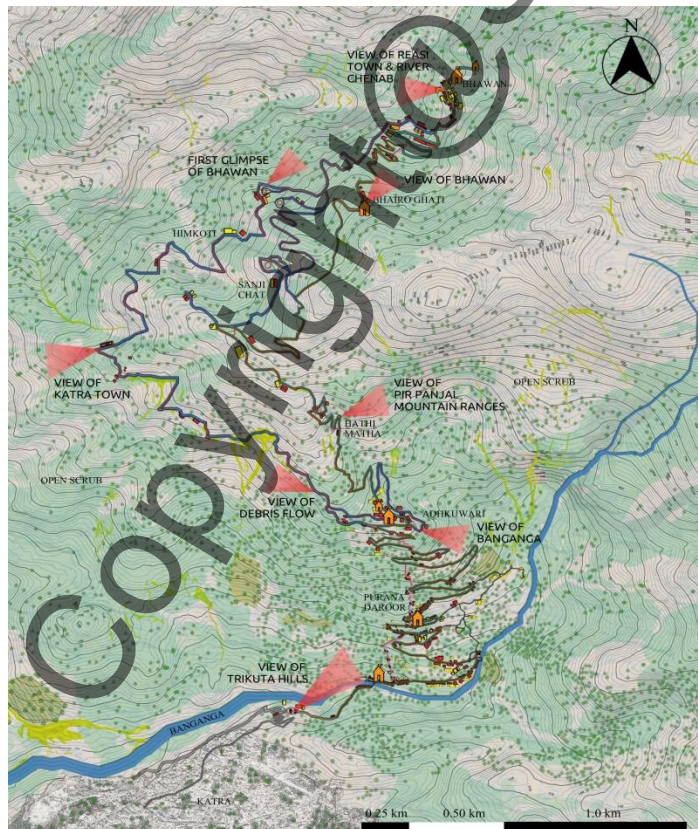 N
VIEW OF REASI
TOWN & RIVER
CHENAB
BHAWAN
FIRST GLIMPSE
OF BHAWAN
VIEW OF BHAWAN
BHAIRO GHATI
HIMKOTI
SANJI
CHAT
VIEW OF
KATRA TOWN
VIEW OF
PIR PANJAL
MOUNTAIN RANGES
OPEN SCRUB
HATHI
MATHA
OPEN SCRUB
VIEW OF
DEBRIS FLOW
ADHKUWARI
VIEW OF
BANGANGA
PURANA
DAROOR
VIEW OF
TRIKUTA HILLS
BANGANGA
KATRA
0.25 km 0.50 km 1.0 km
Copyright©